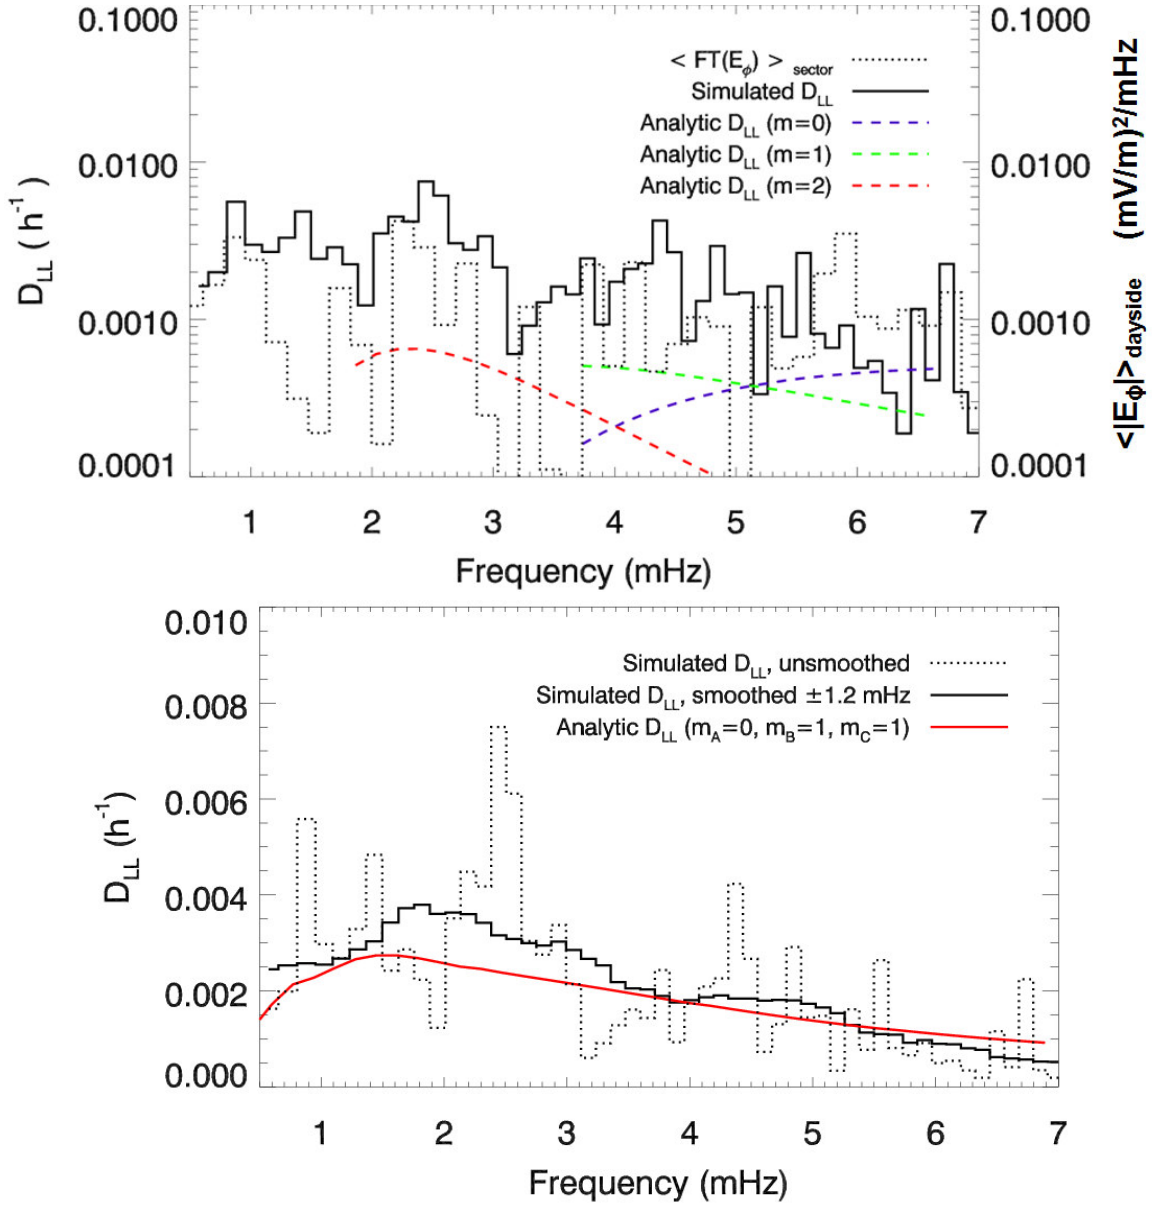 0.1000
0.0100
0.0010
0.0001
D_LL ( h^-1 )
< FT(E_ϕ) > _sector
Simulated D_LL
Analytic D_LL (m=0)
Analytic D_LL (m=1)
Analytic D_LL (m=2)
0.1000
0.0100
0.0010
0.0001
<|E_ϕ|>_dayside (mV/m)^2/mHz
1 2 3 4 5 6 7
Frequency (mHz)
0.010
0.008
0.006
0.004
0.002
0.000
D_LL (h^-1)
Simulated D_LL, unsmoothed
Simulated D_LL, smoothed ±1.2 mHz
Analytic D_LL (m_A=0, m_B=1, m_C=1)
1 2 3 4 5 6 7
Frequency (mHz)